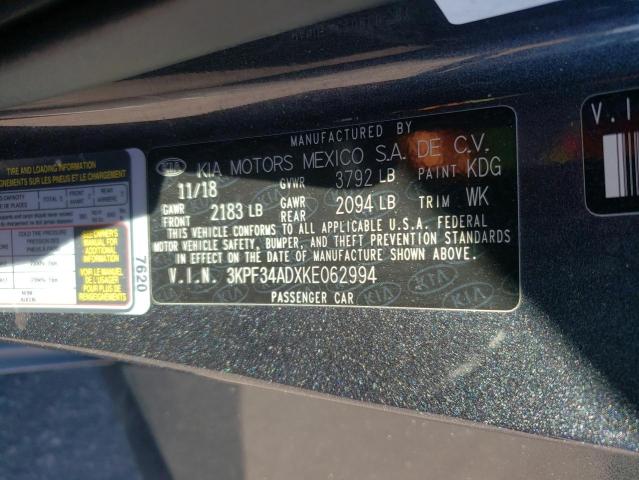 MANUFACTURED BY
KIA KIA MOTORS MEXICO S.A. DE C.V.
11/18 GVWR 3792 LB PAINT KDG
GAWR FRONT 2183 LB GAWR REAR 2094 LB TRIM WK
THIS VEHICLE CONFORMS TO ALL APPLICABLE U.S.A. FEDERAL
MOTOR VEHICLE SAFETY, BUMPER, AND THEFT PREVENTION STANDARDS
IN EFFECT ON THE DATE OF MANUFACTURE SHOWN ABOVE.
V.I.N. 3KPF34ADXKE062994
PASSENGER CAR
TIRE AND LOADING INFORMATION
SEE OWNER'S
MANUAL FOR
ADDITIONAL
INFORMATION
VOIR LE MANUEL
DE L'USAGER
POUR PLUS DE
RENSEIGNEMENTS
7620
V.I